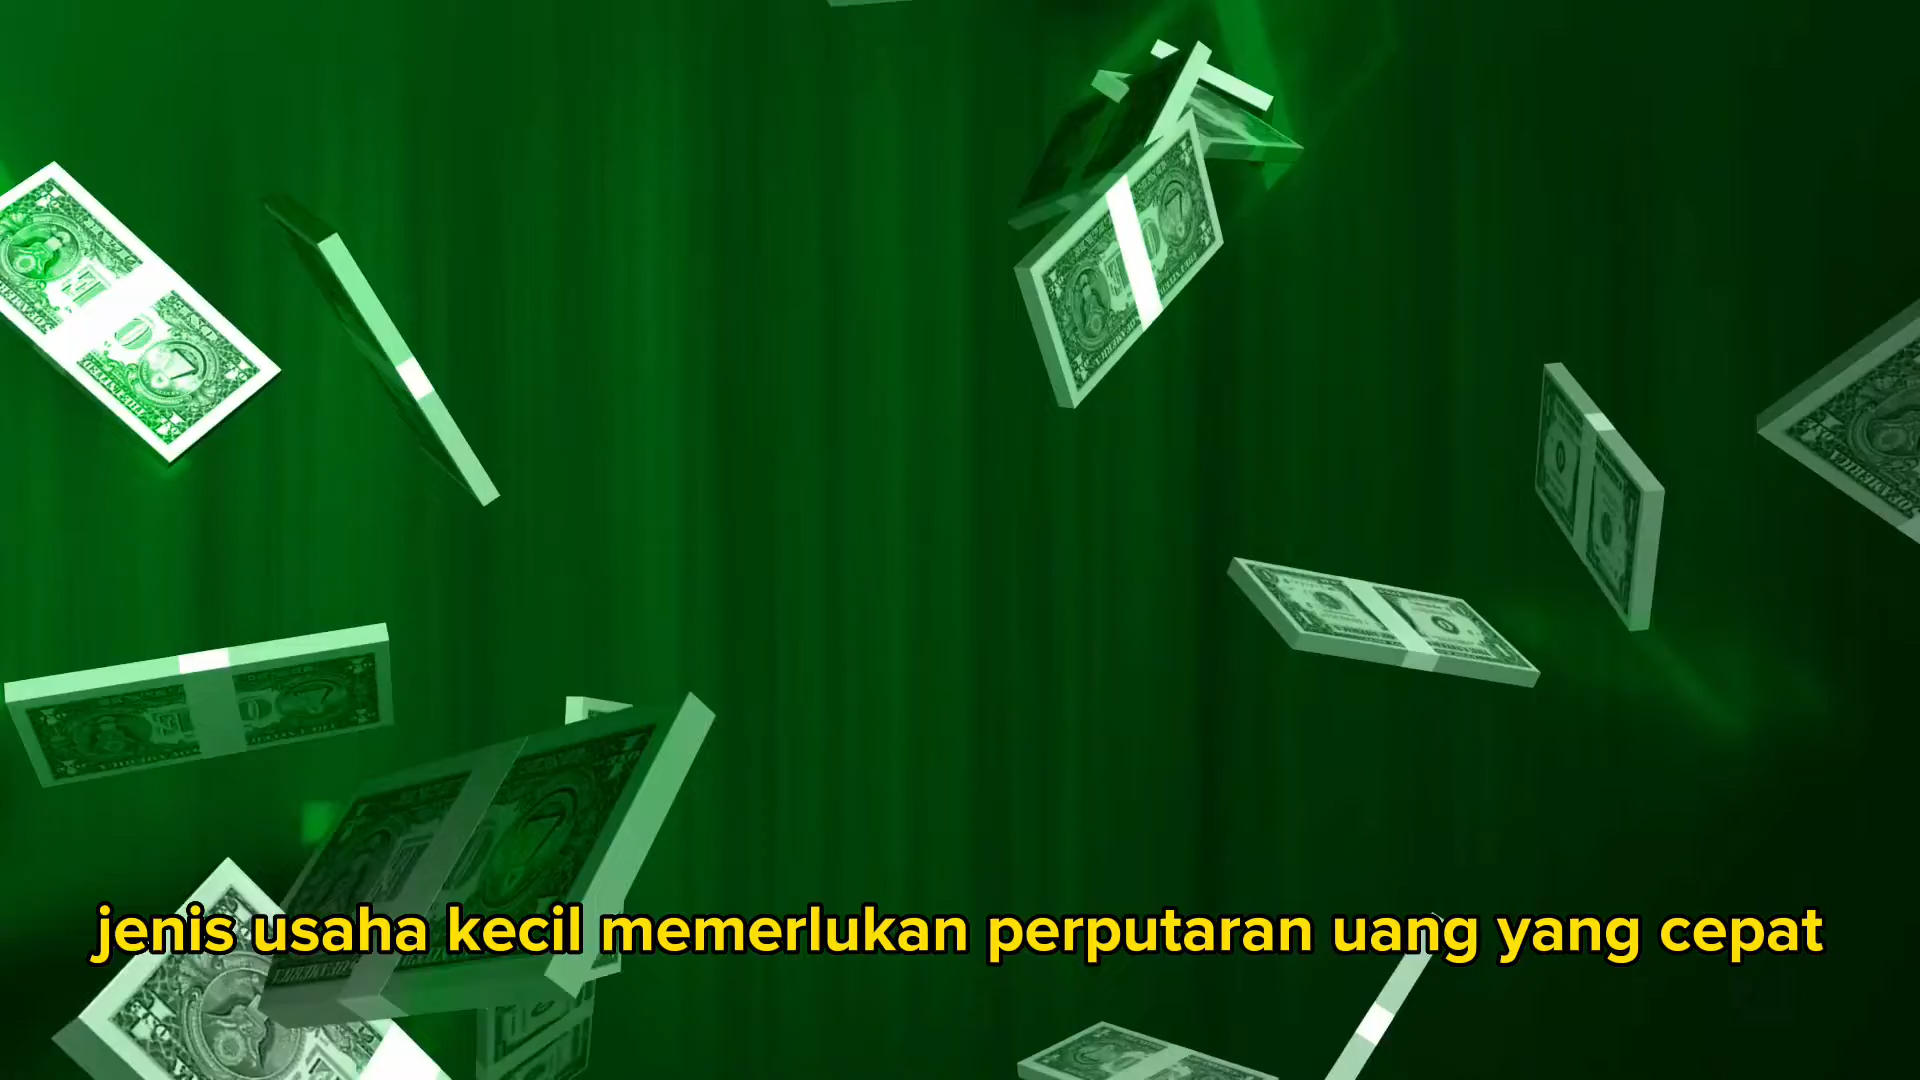 jenis usaha kecil memerlukan perputaran uang yang cepat